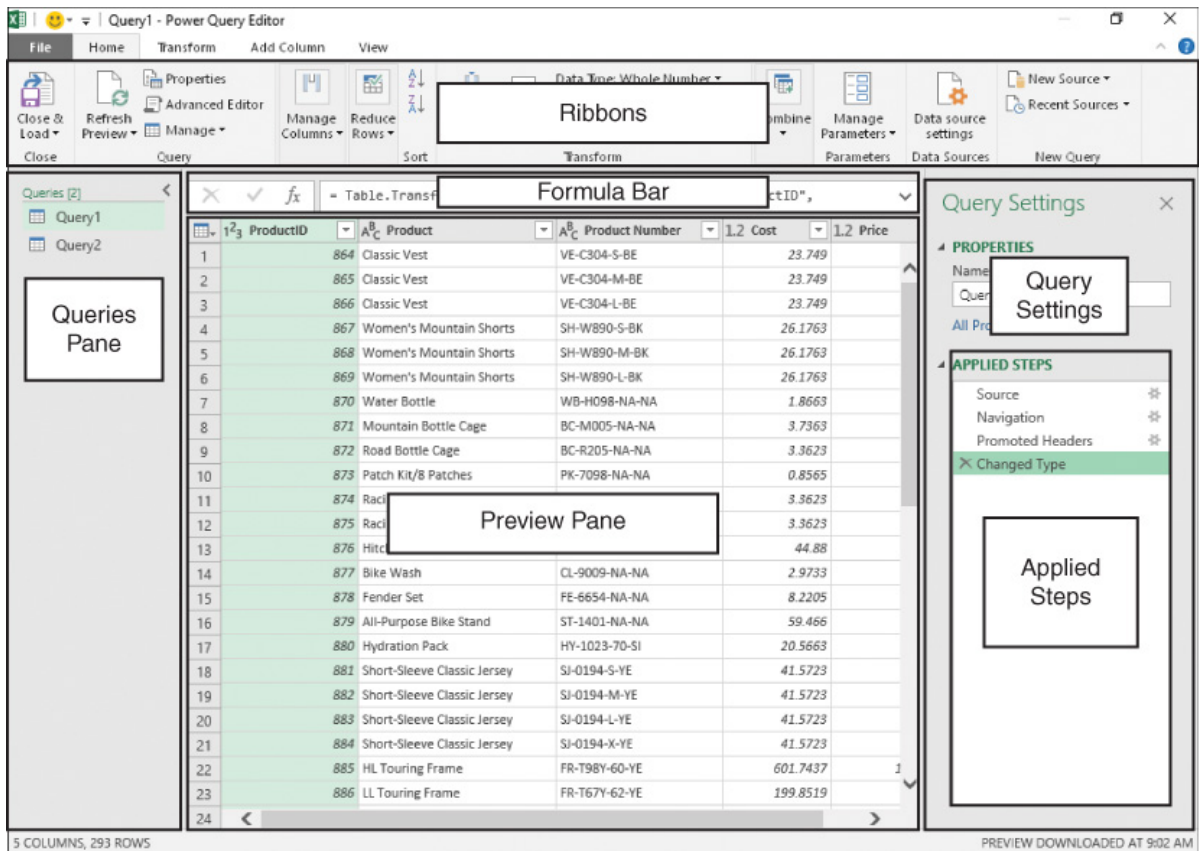 Query1 - Power Query Editor
File Home Transform Add Column View
Properties Data Type: Whole Number New Source
Advanced Editor Recent Sources
Close & Load Refresh Preview Manage Manage Columns Reduce Rows Ribbons Manage Parameters Data source settings
Close Query Sort Transform Parameters Data Sources New Query
Queries [2]
Query1
Query2
Queries
Pane
fx = Table.Transf Formula Bar ctID",
1 2 3 ProductID A B C Product A B C Product Number 1.2 Cost 1.2 Price
1 864 Classic Vest VE-C304-S-BE 23.749
2 865 Classic Vest VE-C304-M-BE 23.749
3 866 Classic Vest VE-C304-L-BE 23.749
4 867 Women's Mountain Shorts SH-W890-S-BK 26.1763
5 868 Women's Mountain Shorts SH-W890-M-BK 26.1763
6 869 Women's Mountain Shorts SH-W890-L-BK 26.1763
7 870 Water Bottle WB-H098-NA-NA 1.8663
8 871 Mountain Bottle Cage BC-M005-NA-NA 3.7363
9 872 Road Bottle Cage BC-R205-NA-NA 3.3623
10 873 Patch Kit/8 Patches PK-7098-NA-NA 0.8565
11 874 Raci 3.3623
12 875 Raci 3.3623
Preview Pane
13 876 Hitc 44.88
14 877 Bike Wash CL-9009-NA-NA 2.9733
15 878 Fender Set FE-6654-NA-NA 8.2205
16 879 All-Purpose Bike Stand ST-1401-NA-NA 59.466
17 880 Hydration Pack HY-1023-70-SI 20.5663
18 881 Short-Sleeve Classic Jersey SJ-0194-S-YE 41.5723
19 882 Short-Sleeve Classic Jersey SJ-0194-M-YE 41.5723
20 883 Short-Sleeve Classic Jersey SJ-0194-L-YE 41.5723
21 884 Short-Sleeve Classic Jersey SJ-0194-X-YE 41.5723
22 885 HL Touring Frame FR-T98Y-60-YE 601.7437 1
23 886 LL Touring Frame FR-T67Y-62-YE 199.8519
24
Query Settings
PROPERTIES
Name
Quer
All Pro
Query
Settings
APPLIED STEPS
Source
Navigation
Promoted Headers
Changed Type
Applied
Steps
5 COLUMNS, 293 ROWS PREVIEW DOWNLOADED AT 9:02 AM